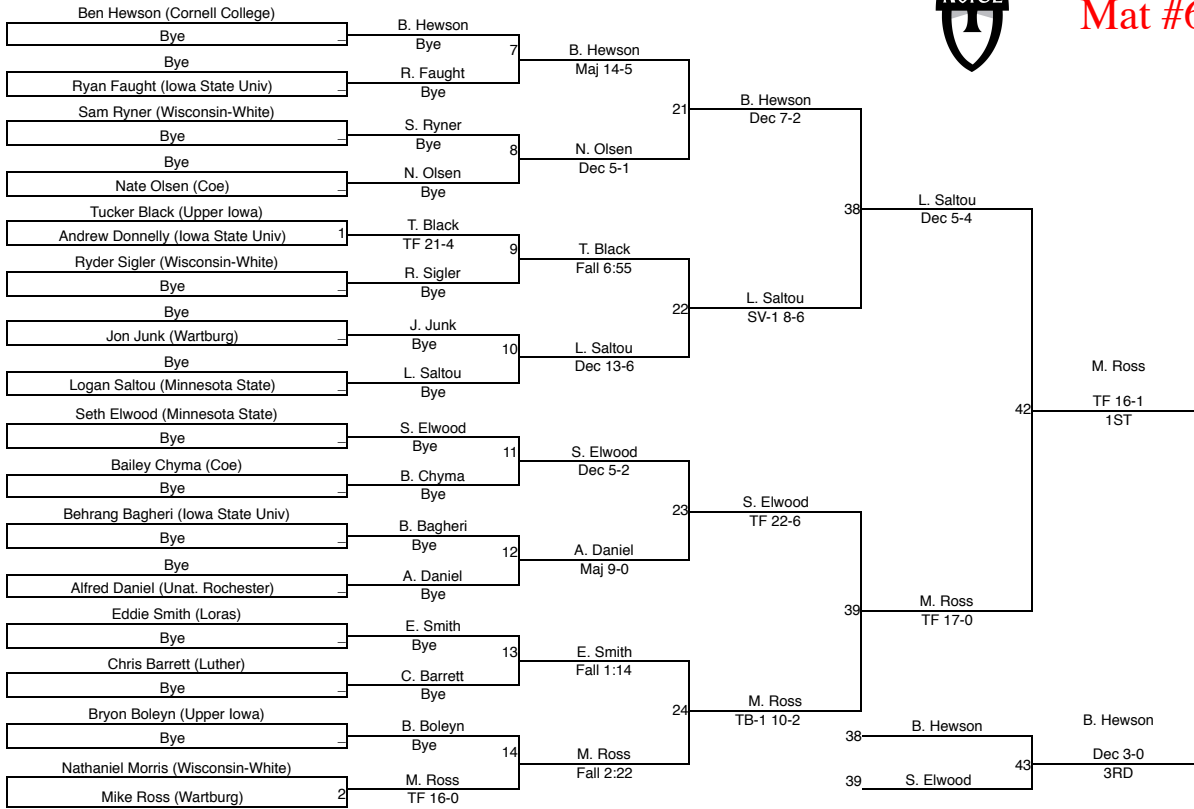 Mat #6
Ben Hewson (Cornell College)
Bye _
Bye
Ryan Faught (Iowa State Univ) _
Sam Ryner (Wisconsin-White)
Bye _
Bye
Nate Olsen (Coe) _
Tucker Black (Upper Iowa)
Andrew Donnelly (Iowa State Univ) 1
Ryder Sigler (Wisconsin-White)
Bye _
Bye
Jon Junk (Wartburg) _
Bye
Logan Saltou (Minnesota State) _
Seth Elwood (Minnesota State)
Bye _
Bailey Chyma (Coe)
Bye _
Behrang Bagheri (Iowa State Univ)
Bye _
Bye
Alfred Daniel (Unat. Rochester) _
Eddie Smith (Loras)
Bye _
Chris Barrett (Luther)
Bye _
Bryon Boleyn (Upper Iowa)
Bye _
Nathaniel Morris (Wisconsin-White)
Mike Ross (Wartburg) 2
B. Hewson
Bye
7
R. Faught
Bye
S. Ryner
Bye
8
N. Olsen
Bye
T. Black
TF 21-4
9
R. Sigler
Bye
J. Junk
Bye
10
L. Saltou
Bye
S. Elwood
Bye
11
B. Chyma
Bye
B. Bagheri
Bye
12
A. Daniel
Bye
E. Smith
Bye
13
C. Barrett
Bye
B. Boleyn
Bye
14
M. Ross
TF 16-0
B. Hewson
Maj 14-5
21
N. Olsen
Dec 5-1
T. Black
Fall 6:55
22
L. Saltou
Dec 13-6
S. Elwood
Dec 5-2
23
A. Daniel
Maj 9-0
E. Smith
Fall 1:14
24
M. Ross
Fall 2:22
B. Hewson
Dec 7-2
38
L. Saltou
SV-1 8-6
S. Elwood
TF 22-6
39
M. Ross
TB-1 10-2
L. Saltou
Dec 5-4
42
M. Ross
TF 17-0
M. Ross
TF 16-1
1ST
38 B. Hewson
43
39 S. Elwood
B. Hewson
Dec 3-0
3RD